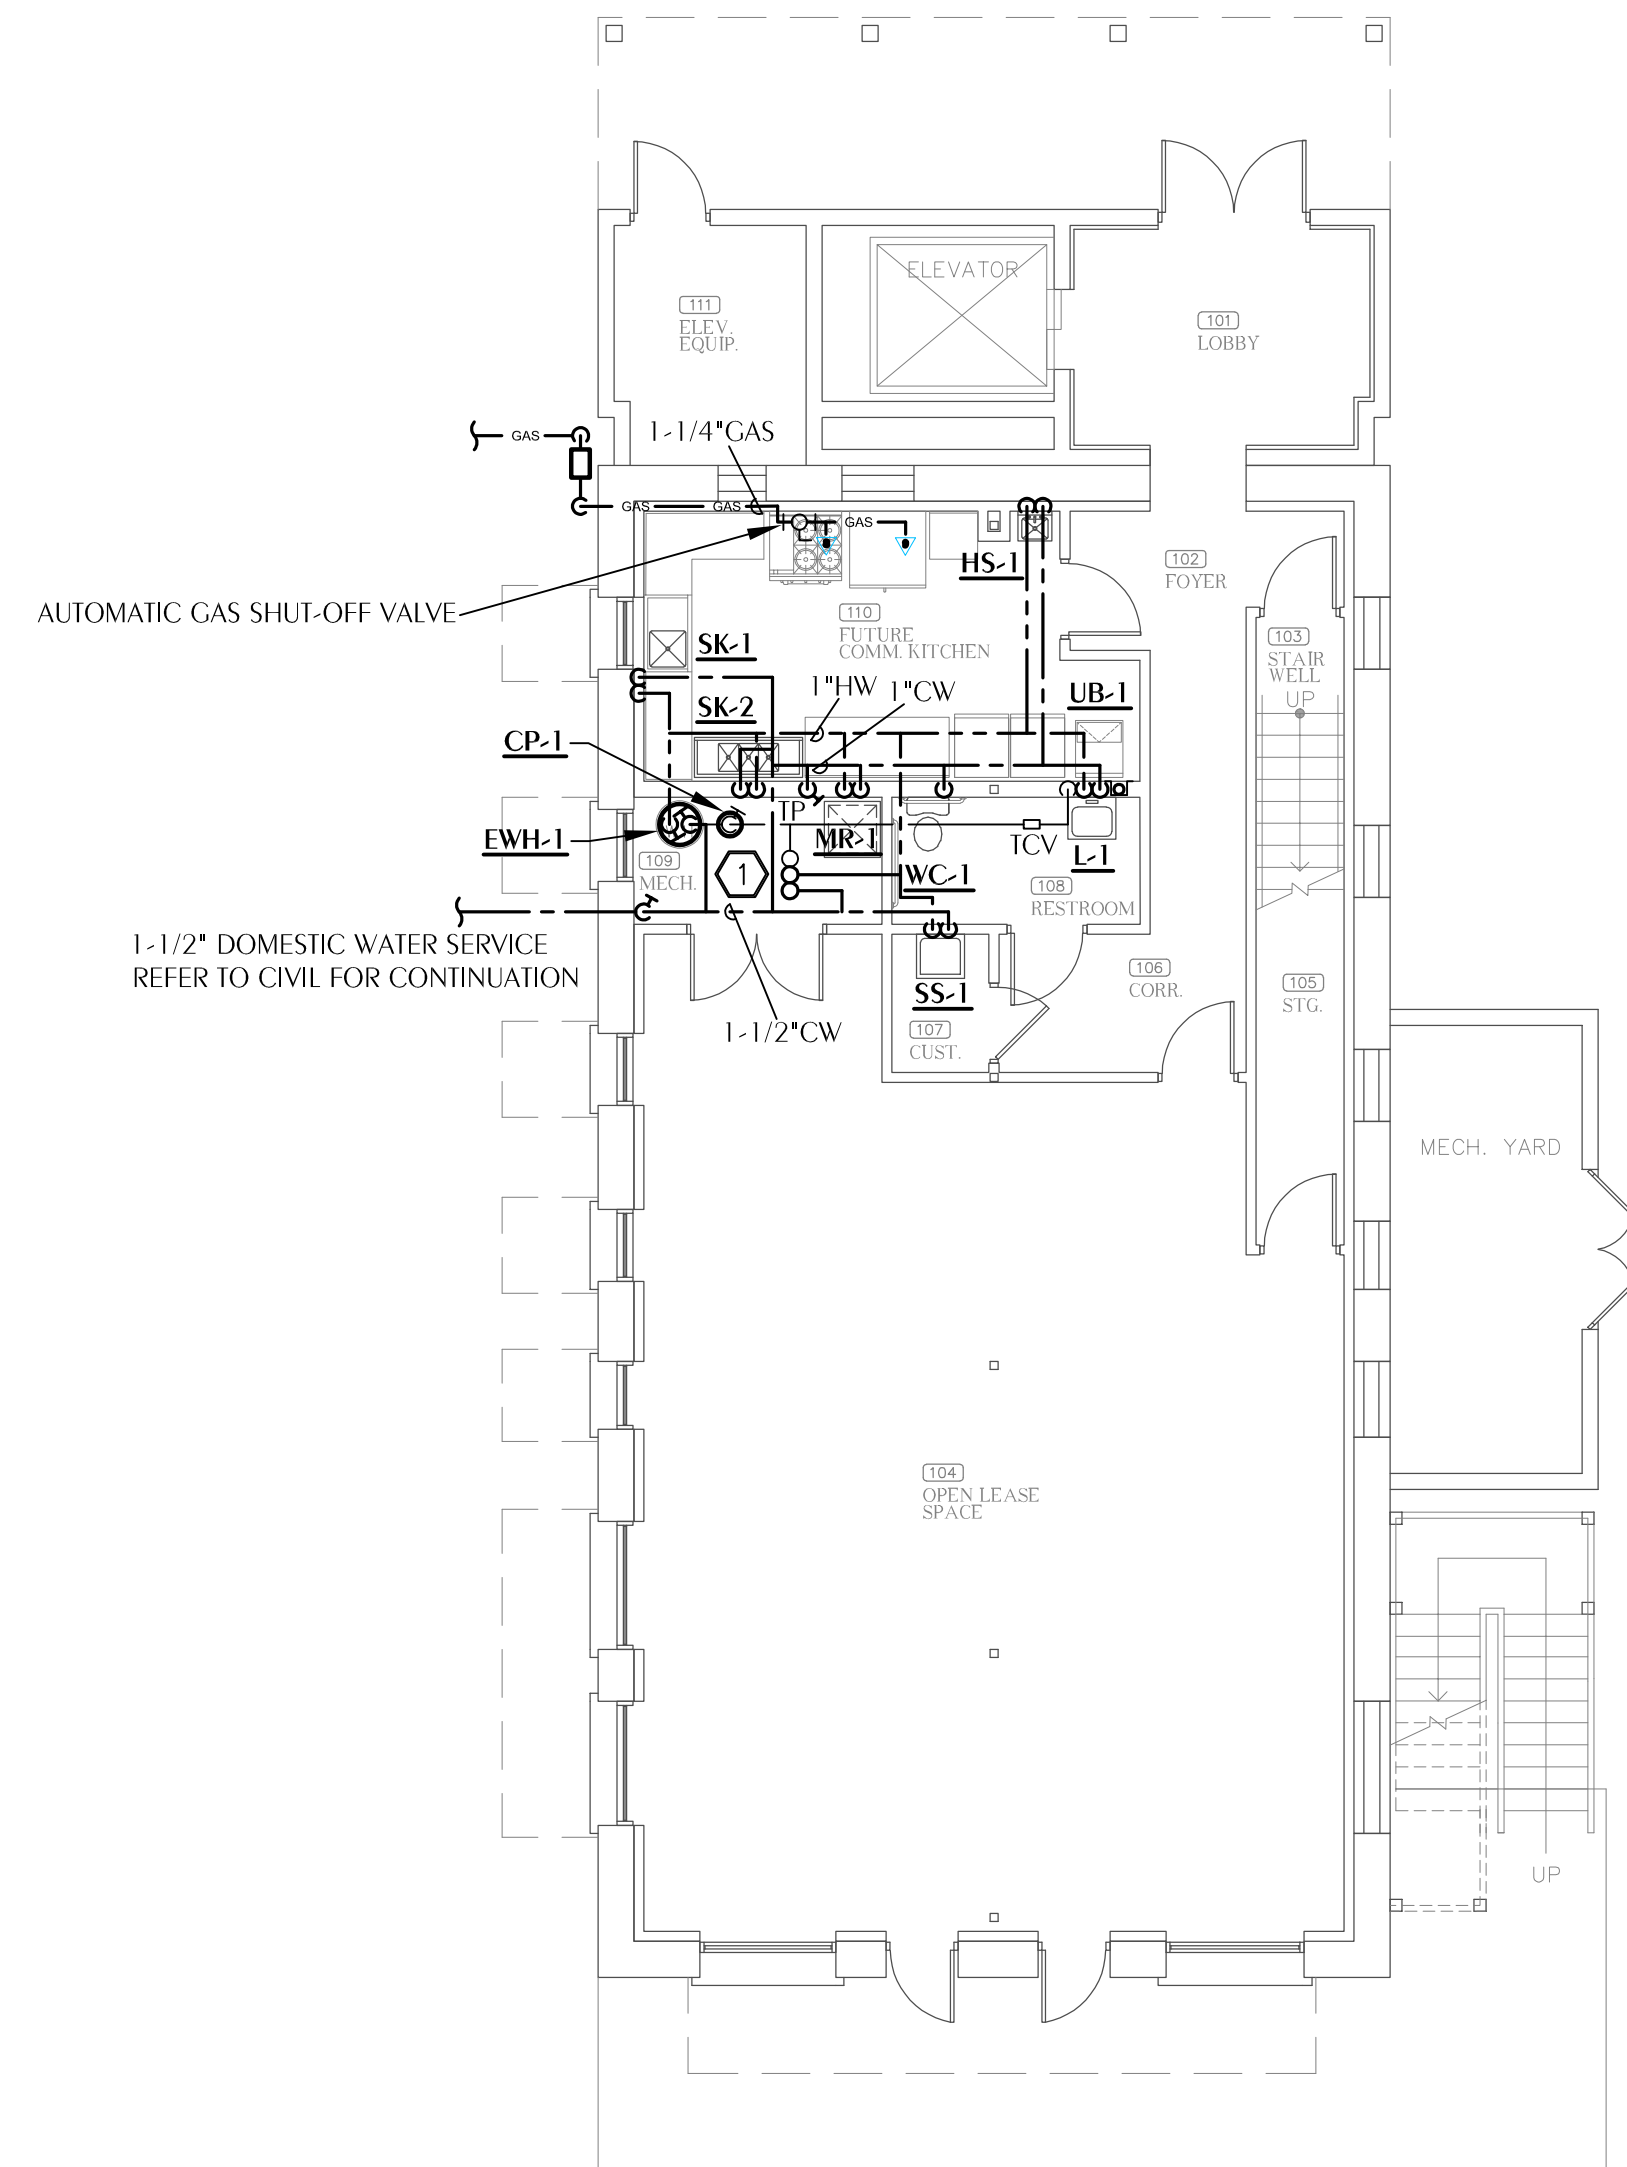 ELEVATOR
111
ELEV.
EQUIP.
101
LOBBY
1-1/4"GAS
GAS
GAS
GAS
GAS
HS-1
102
FOYER
AUTOMATIC GAS SHUT-OFF VALVE
110
FUTURE
COMM. KITCHEN
103
STAIR
WELL
UP
SK-1
SK-2
1"HW
1"CW
UB-1
CP-1
TP
EWH-1
MR-1
TCV
L-1
109
MECH.
1
WC-1
108
RESTROOM
1-1/2" DOMESTIC WATER SERVICE
REFER TO CIVIL FOR CONTINUATION
SS-1
106
CORR.
105
STG.
107
CUST.
1-1/2"CW
MECH. YARD
104
OPEN LEASE
SPACE
UP